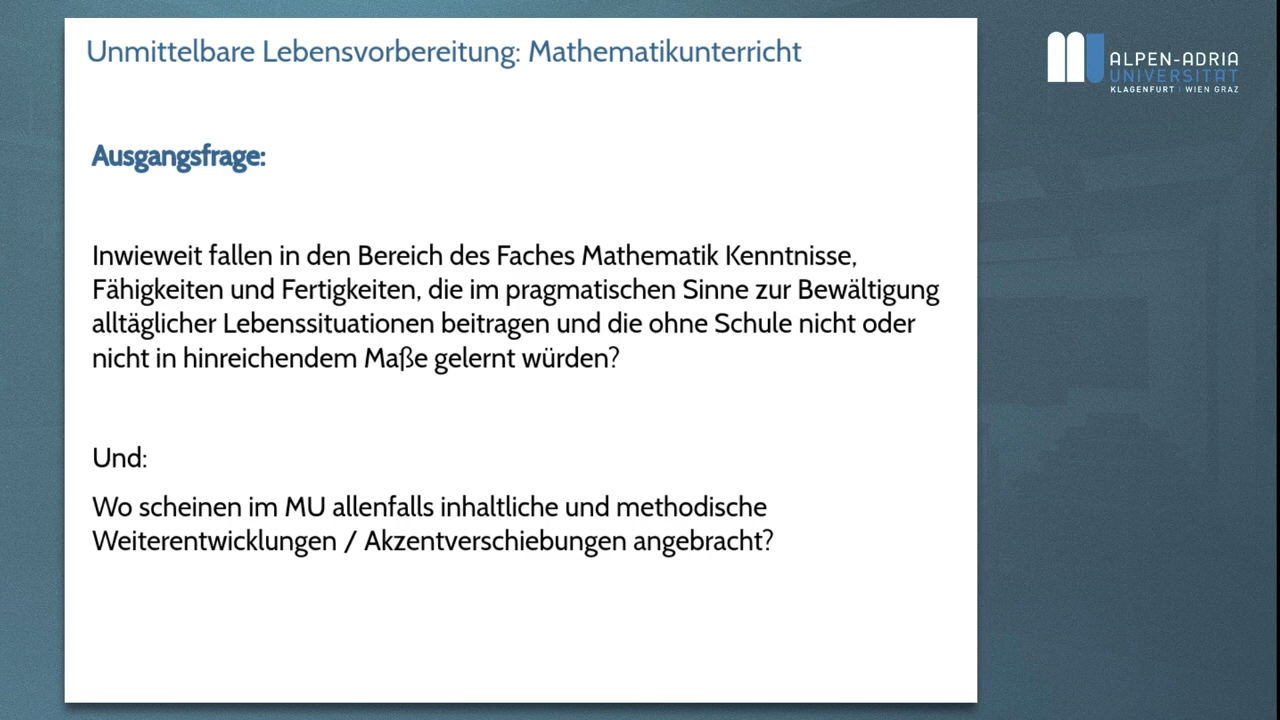 Unmittelbare Lebensvorbereitung: Mathematikunterricht
ALPEN-ADRIA
UNIVERSITÄT
KLAGENFURT | WIEN GRAZ
Ausgangsfrage:
Inwieweit fallen in den Bereich des Faches Mathematik Kenntnisse,
Fähigkeiten und Fertigkeiten, die im pragmatischen Sinne zur Bewältigung
alltäglicher Lebenssituationen beitragen und die ohne Schule nicht oder
nicht in hinreichendem Maße gelernt würden?
Und:
Wo scheinen im MU allenfalls inhaltliche und methodische
Weiterentwicklungen / Akzentverschiebungen angebracht?